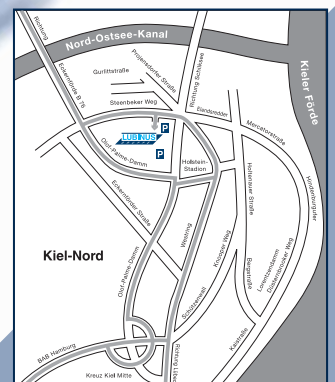 Richtung
Nord-Ostsee-Kanal
Kieler Förde
Eckernförde B 76
Gurlittstraße
Projensdorfer Straße
Richtung Schilksee
Steenbeker Weg
Elendsredder
Mercatorstraße
P
LUBINUS
P
Olof-Palme-Damm
Holstein-
Stadion
Hindenburgufer
Eckernförder Straße
Holtenauer Straße
Kiel-Nord
Olof-Palme-Damm
Westring
Knooper Weg
Bergstraße
Lorentzendamm
Düsternbrooker Weg
Schützenwall
Kaistraße
BAB Hamburg
Kreuz Kiel Mitte
Richtung